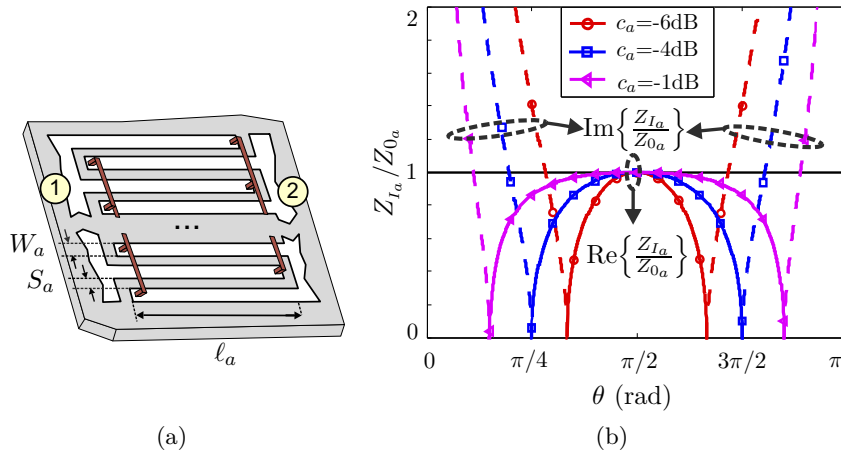 1
2
...
W_a
S_a
ℓ_a
(a)
c_a=-6dB
c_a=-4dB
c_a=-1dB
Im{Z_{I_a}/Z_{0_a}}
Re{Z_{I_a}/Z_{0_a}}
Z_{I_a}/Z_{0_a}
2
1
0
0 π/4 π/2 3π/2 π
θ (rad)
(b)